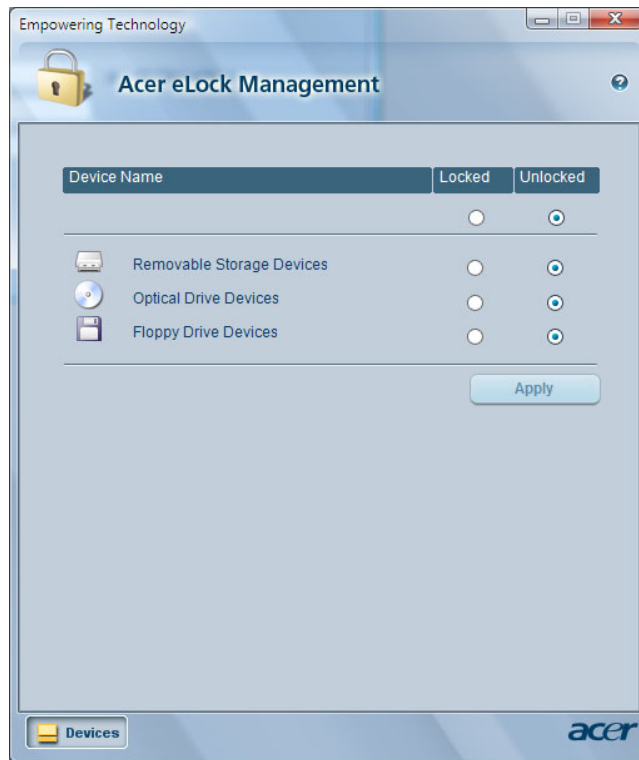 Empowering Technology
Acer eLock Management
Device Name Locked Unlocked
Removable Storage Devices
Optical Drive Devices
Floppy Drive Devices
Apply
Devices
acer